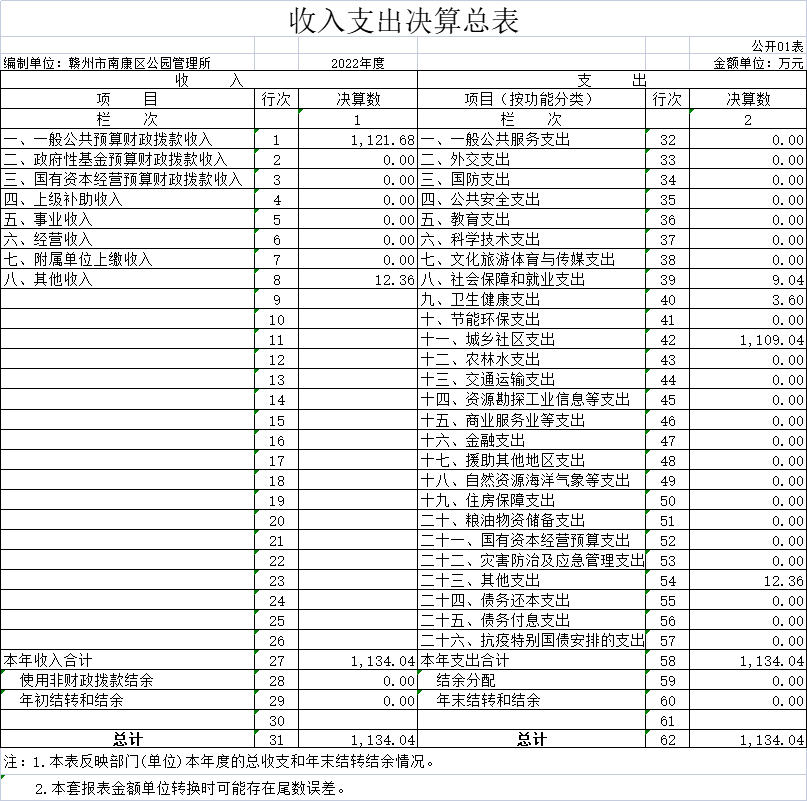 收入支出决算总表
公开01表
编制单位：赣州市南康区公园管理所 2022年度 金额单位：万元
收 入 支 出
项 目 行次 决算数 项目（按功能分类） 行次 决算数
栏 次 1 栏 次 2
一、一般公共预算财政拨款收入 1 1,121.68 一、一般公共服务支出 32 0.00
二、政府性基金预算财政拨款收入 2 0.00 二、外交支出 33 0.00
三、国有资本经营预算财政拨款收入 3 0.00 三、国防支出 34 0.00
四、上级补助收入 4 0.00 四、公共安全支出 35 0.00
五、事业收入 5 0.00 五、教育支出 36 0.00
六、经营收入 6 0.00 六、科学技术支出 37 0.00
七、附属单位上缴收入 7 0.00 七、文化旅游体育与传媒支出 38 0.00
八、其他收入 8 12.36 八、社会保障和就业支出 39 9.04
9 九、卫生健康支出 40 3.60
10 十、节能环保支出 41 0.00
11 十一、城乡社区支出 42 1,109.04
12 十二、农林水支出 43 0.00
13 十三、交通运输支出 44 0.00
14 十四、资源勘探工业信息等支出 45 0.00
15 十五、商业服务业等支出 46 0.00
16 十六、金融支出 47 0.00
17 十七、援助其他地区支出 48 0.00
18 十八、自然资源海洋气象等支出 49 0.00
19 十九、住房保障支出 50 0.00
20 二十、粮油物资储备支出 51 0.00
21 二十一、国有资本经营预算支出 52 0.00
22 二十二、灾害防治及应急管理支出 53 0.00
23 二十三、其他支出 54 12.36
24 二十四、债务还本支出 55 0.00
25 二十五、债务付息支出 56 0.00
26 二十六、抗疫特别国债安排的支出 57 0.00
本年收入合计 27 1,134.04 本年支出合计 58 1,134.04
使用非财政拨款结余 28 0.00 结余分配 59 0.00
年初结转和结余 29 0.00 年末结转和结余 60 0.00
30 61
总计 31 1,134.04 总计 62 1,134.04
注：1.本表反映部门(单位)本年度的总收支和年末结转结余情况。
2.本套报表金额单位转换时可能存在尾数误差。